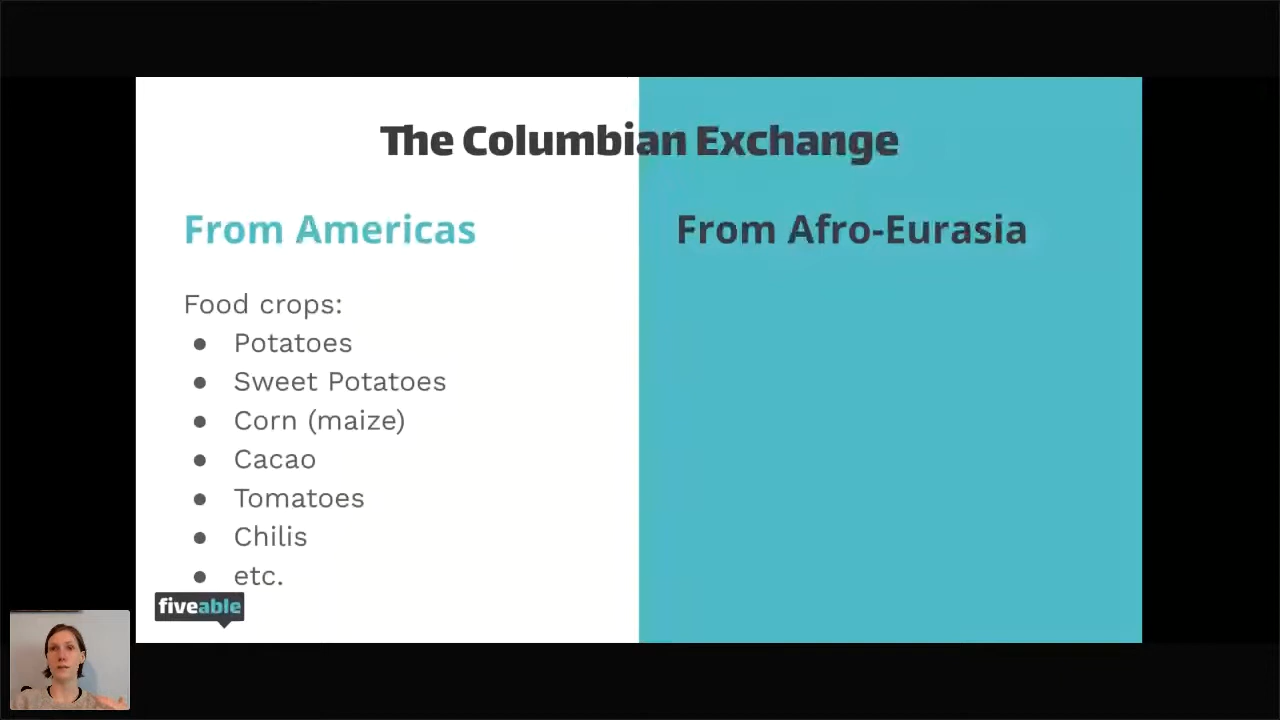 The Columbian Exchange
From Americas
Food crops:
● Potatoes
● Sweet Potatoes
● Corn (maize)
● Cacao
● Tomatoes
● Chilis
● etc.
fiveable
From Afro-Eurasia